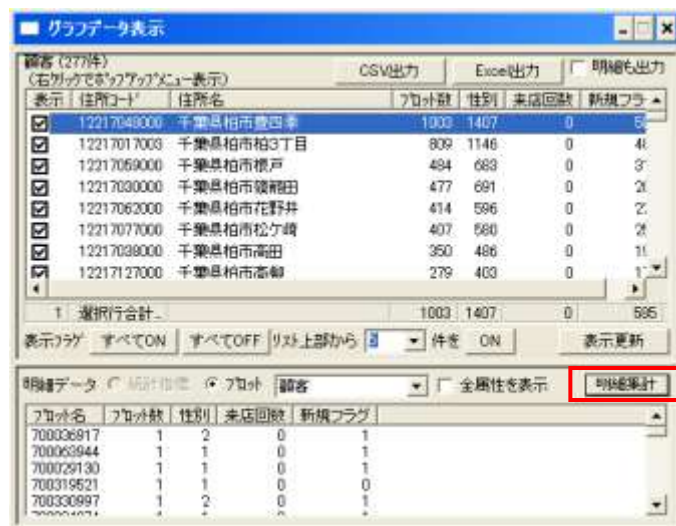 グラフデータ表示
顧客 (277件)
(右クリックでポップアップメニュー表示)
CSV出力 Excel出力 明細も出力
表示 住所コード 住所名 プロット数 性別 来店回数 新規フラ
12217049000 千葉県柏市豊四季 1003 1407 0
12217017003 千葉県柏市柏3丁目 809 1146 0
12217059000 千葉県柏市根戸 484 683 0
12217030000 千葉県柏市篠籠田 477 691 0
12217062000 千葉県柏市花野井 414 596 0
12217077000 千葉県柏市松ケ崎 407 580 0
12217038000 千葉県柏市高田 350 486 0
12217127000 千葉県柏市高柳 279 403 0
1 選択行合計 1003 1407 0 585
表示フラグ すべてON すべてOFF リスト上部から 件を ON 表示更新
明細データ 統計指標 プロット 顧客 全属性を表示 明細集計
プロット名 プロット数 性別 来店回数 新規フラグ
700036917 1 2 0 1
700063944 1 1 0 1
700029130 1 1 0 1
700319521 1 1 0 0
700330997 1 2 0 1